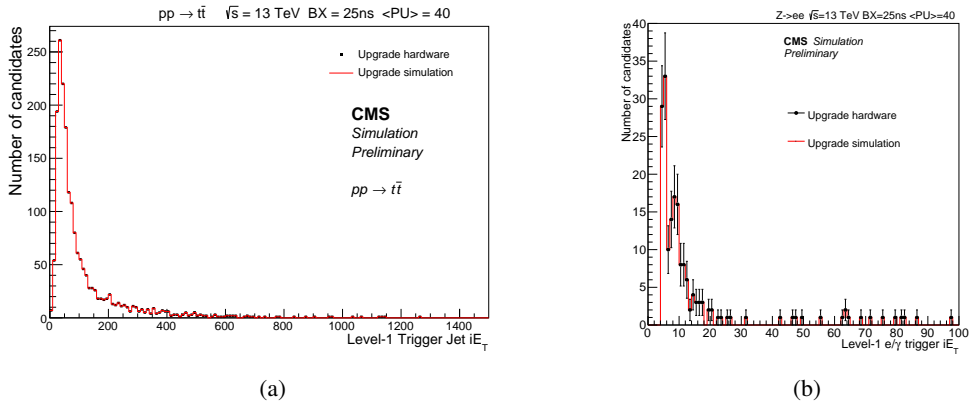 pp → tt̄ √s = 13 TeV BX = 25ns <PU> = 40
Number of candidates
250
200
150
100
50
0
Upgrade hardware
Upgrade simulation
CMS
Simulation
Preliminary
pp → tt̄
0 200 400 600 800 1000 1200 1400
Level-1 Trigger Jet iE_T
(a)
Z->ee √s=13 TeV BX=25ns <PU>=40
Number of candidates
40
35
30
25
20
15
10
5
0
CMS Simulation
Preliminary
Upgrade hardware
Upgrade simulation
0 10 20 30 40 50 60 70 80 90 100
Level-1 e/γ trigger iE_T
(b)